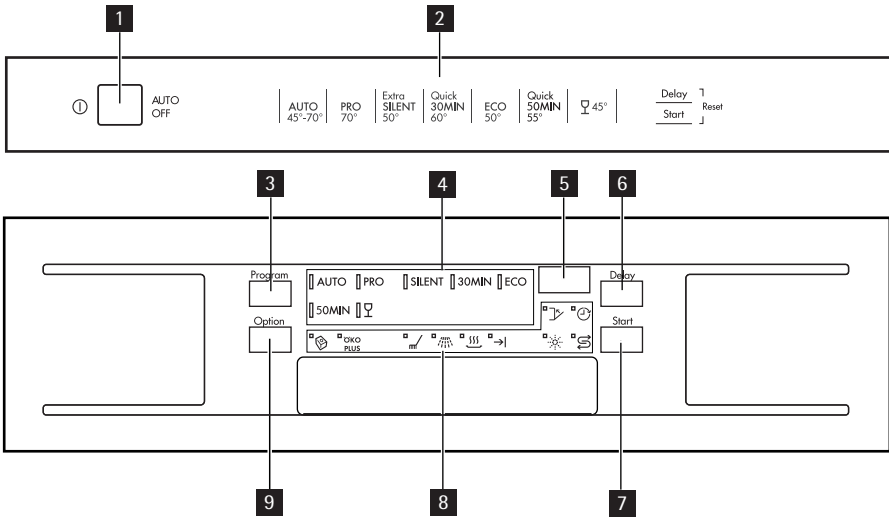 1
2
AUTO
OFF
AUTO
45°-70°
PRO
70°
Extra
SILENT
50°
Quick
30MIN
60°
ECO
50°
Quick
50MIN
55°
45°
Delay
Start
Reset
3
4
5
6
Program
AUTO
PRO
SILENT
30MIN
ECO
Delay
50MIN
Option
ÖKO
PLUS
Start
9
8
7